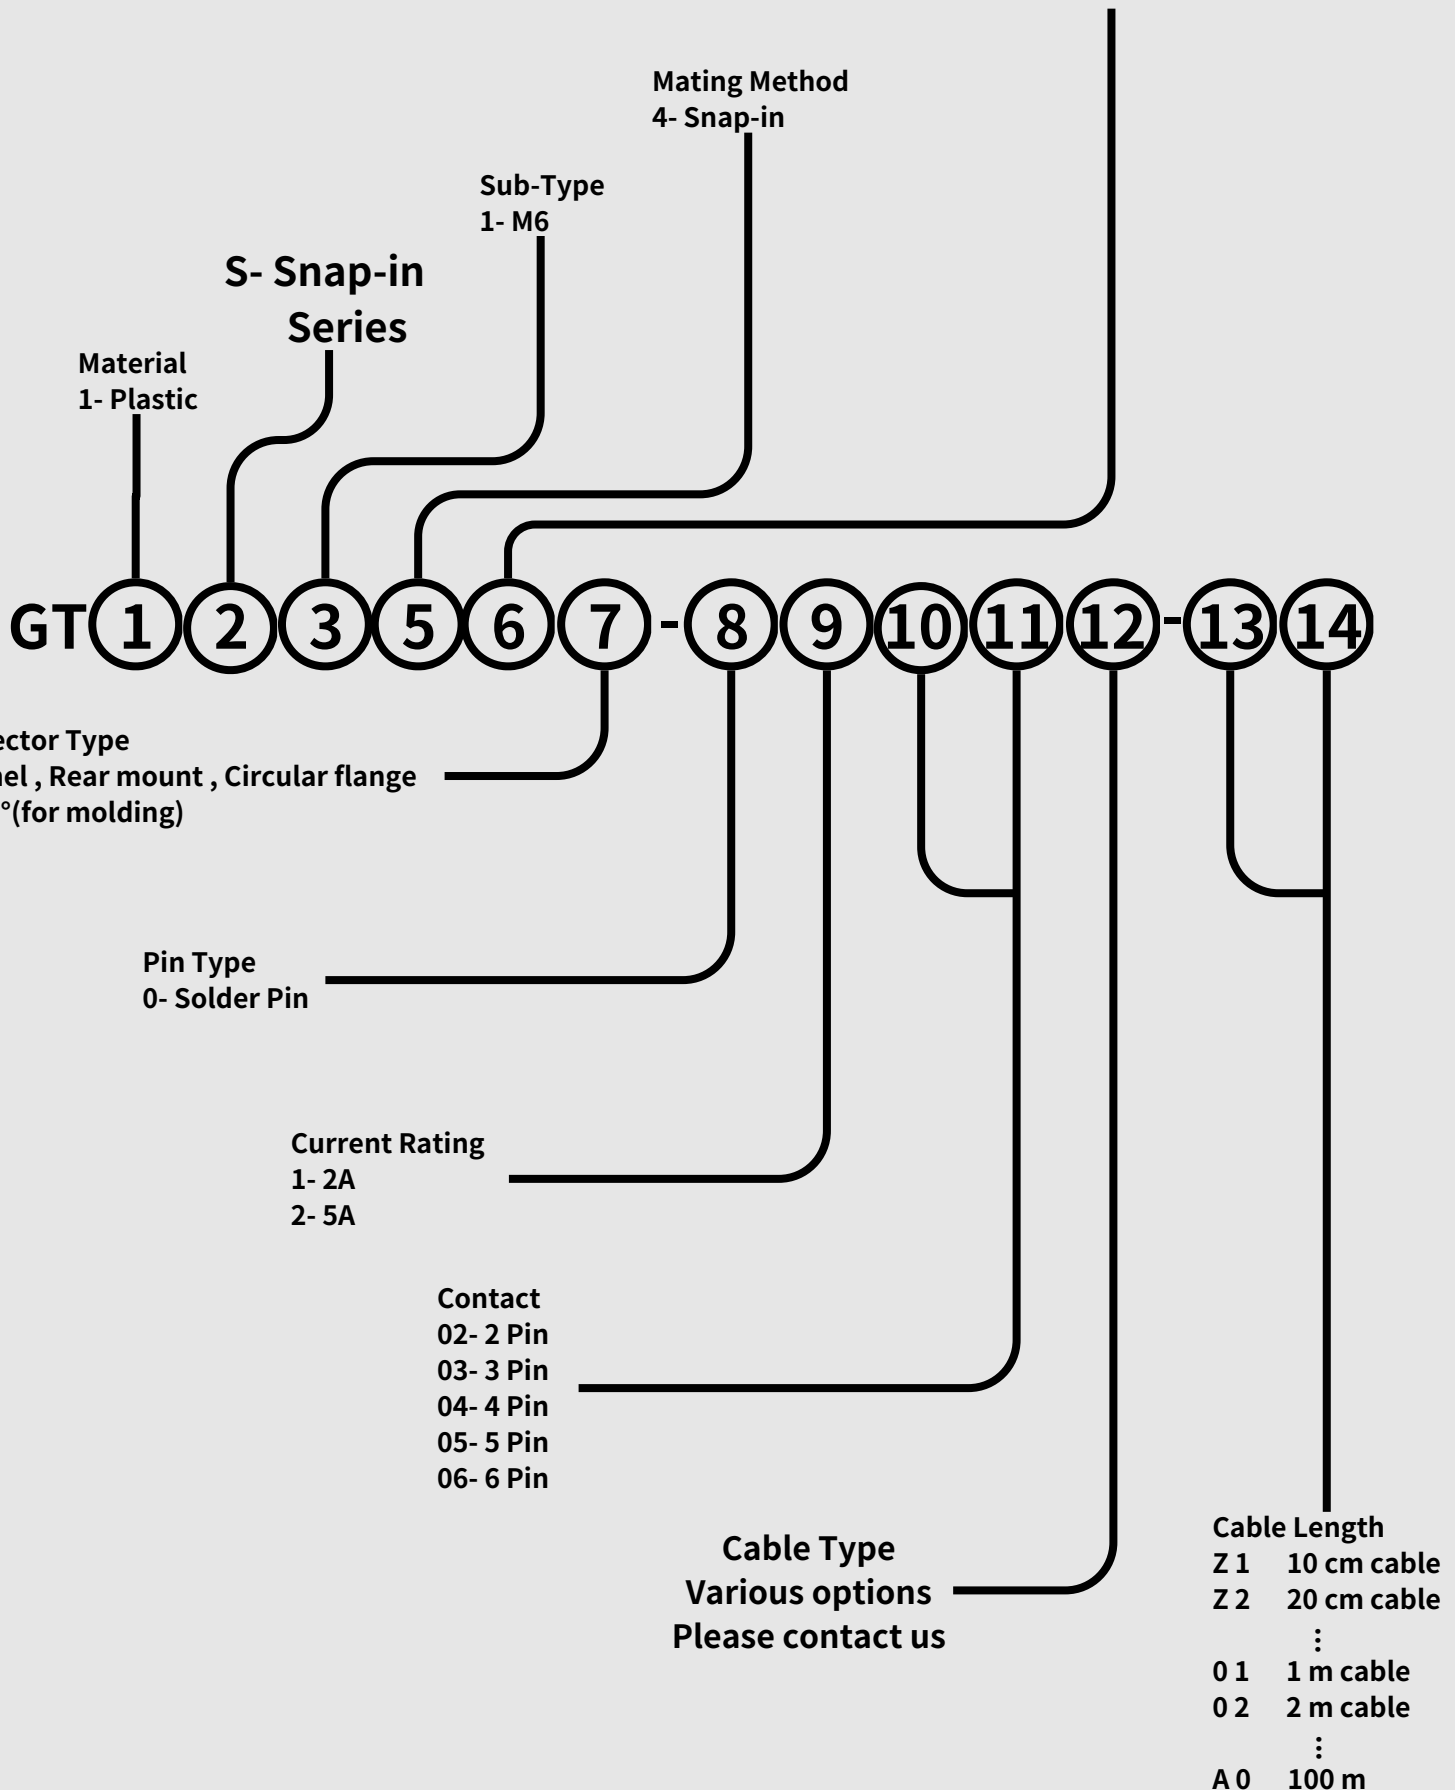 Mating Method
4- Snap-in
Sub-Type
1- M6
S- Snap-in
Series
Material
1- Plastic
GT 1 2 3 5 6 7 - 8 9 10 11 12 - 13 14
Type
, Rear mount , Circular flange
°(for molding)
Pin Type
0- Solder Pin
Current Rating
1- 2A
2- 5A
Contact
02- 2 Pin
03- 3 Pin
04- 4 Pin
05- 5 Pin
06- 6 Pin
Cable Type
Various options
Please contact us
Cable Length
Z 1 10 cm cable
Z 2 20 cm cable
⋮
0 1 1 m cable
0 2 2 m cable
⋮
A 0 100 m